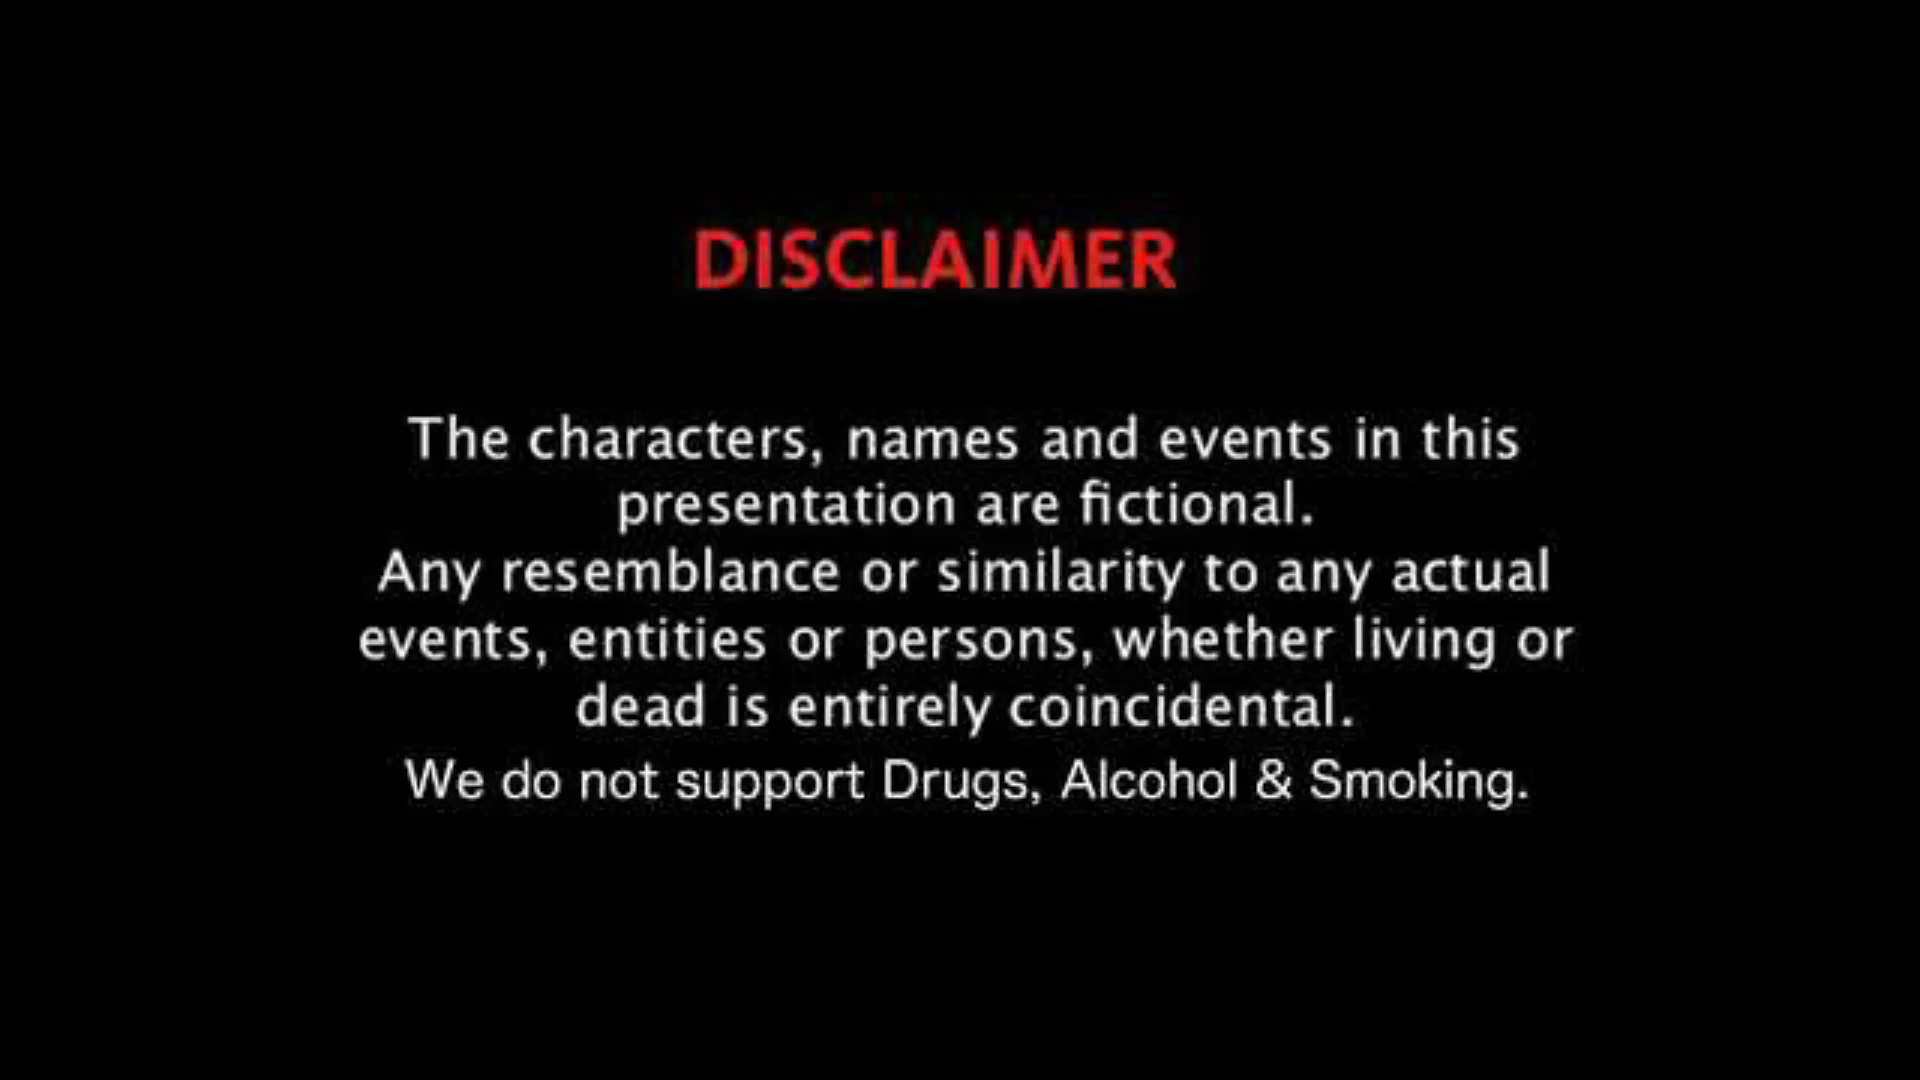 DISCLAIMER
The characters, names and events in this
presentation are fictional.
Any resemblance or similarity to any actual
events, entities or persons, whether living or
dead is entirely coincidental.
We do not support Drugs, Alcohol & Smoking.